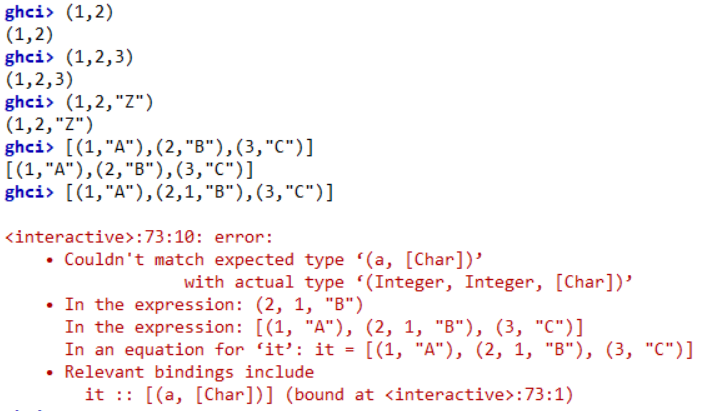 ghci> (1,2)
(1,2)
ghci> (1,2,3)
(1,2,3)
ghci> (1,2,"Z")
(1,2,"Z")
ghci> [(1,"A"),(2,"B"),(3,"C")]
[(1,"A"),(2,"B"),(3,"C")]
ghci> [(1,"A"),(2,1,"B"),(3,"C")]
<interactive>:73:10: error:
• Couldn't match expected type ‘(a, [Char])’
with actual type ‘(Integer, Integer, [Char])’
• In the expression: (2, 1, "B")
In the expression: [(1, "A"), (2, 1, "B"), (3, "C")]
In an equation for ‘it’: it = [(1, "A"), (2, 1, "B"), (3, "C")]
• Relevant bindings include
it :: [(a, [Char])] (bound at <interactive>:73:1)